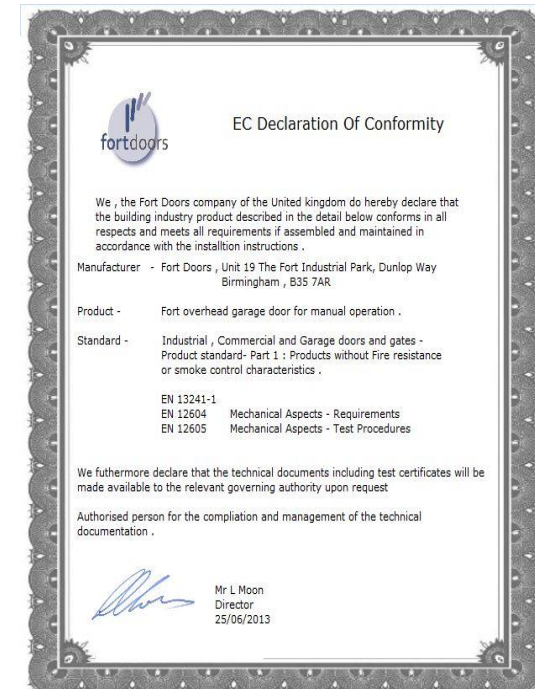 fortdoors
EC Declaration Of Conformity
We , the Fort Doors company of the United kingdom do hereby declare that
the building industry product described in the detail below conforms in all
respects and meets all requirements if assembled and maintained in
accordance with the installtion instructions .
Manufacturer - Fort Doors , Unit 19 The Fort Industrial Park, Dunlop Way
Birmingham , B35 7AR
Product - Fort overhead garage door for manual operation .
Standard - Industrial , Commercial and Garage doors and gates -
Product standard- Part 1 : Products without Fire resistance
or smoke control characteristics .
EN 13241-1
EN 12604 Mechanical Aspects - Requirements
EN 12605 Mechanical Aspects - Test Procedures
We futhermore declare that the technical documents including test certificates will be
made available to the relevant governing authority upon request
Authorised person for the compliation and management of the technical
documentation .
Mr L Moon
Director
25/06/2013